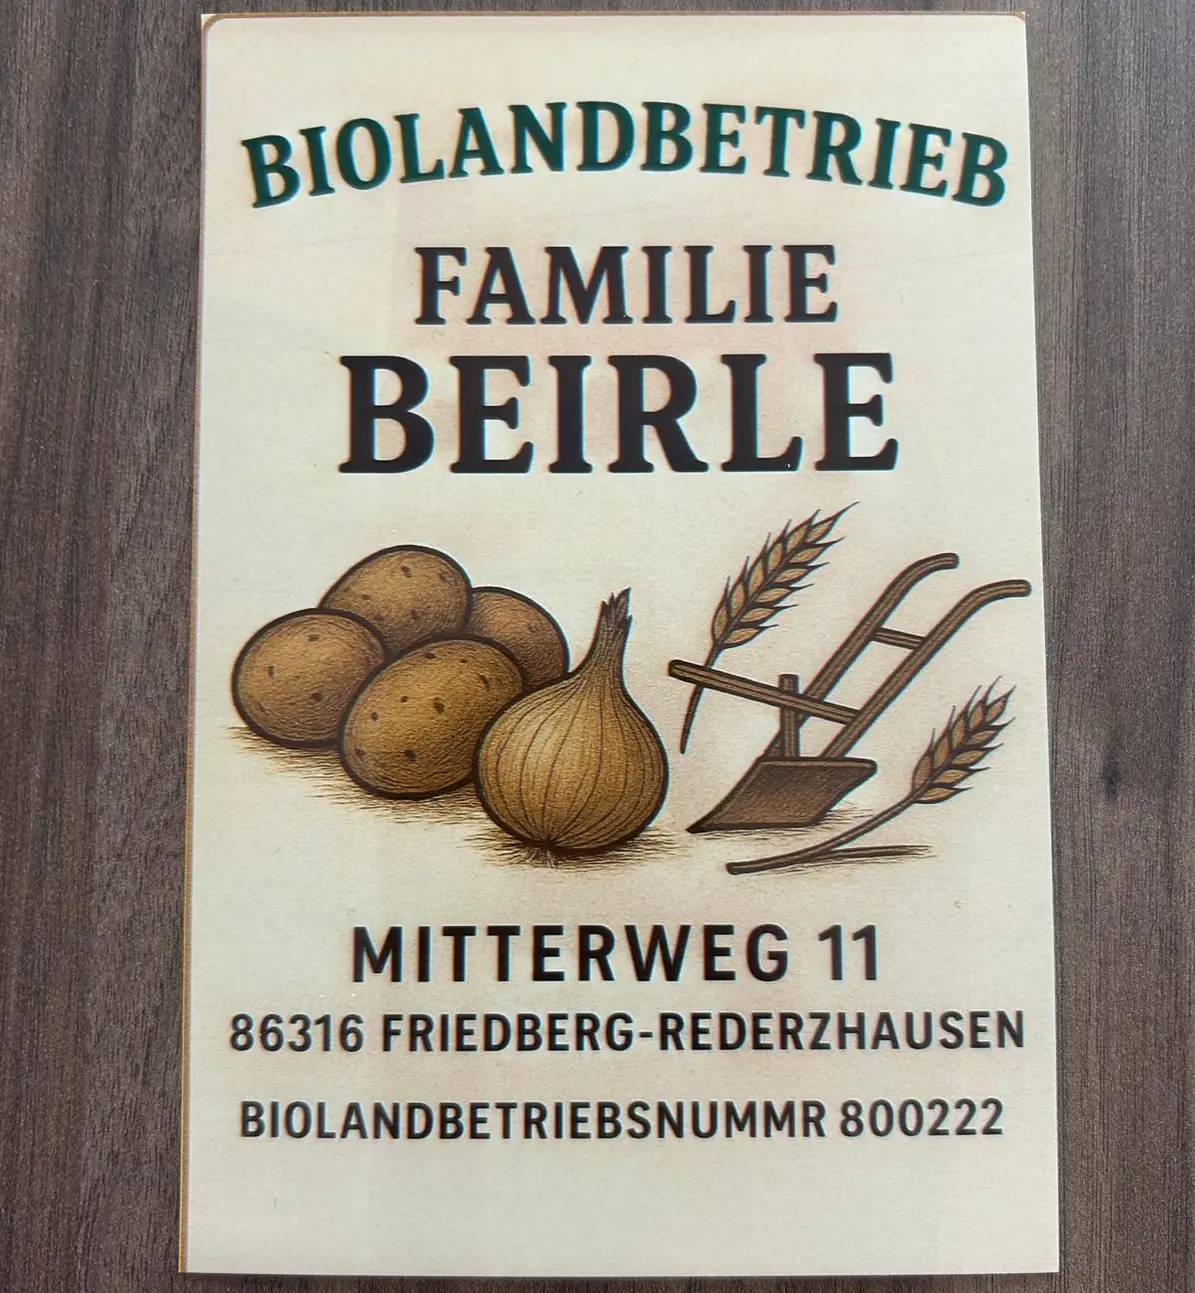 BIOLANDBETRIEB
FAMILIE
BEIRLE
MITTERWEG 11
86316 FRIEDBERG-REDERZHAUSEN
BIOLANDBETRIEBSNUMMR 800222